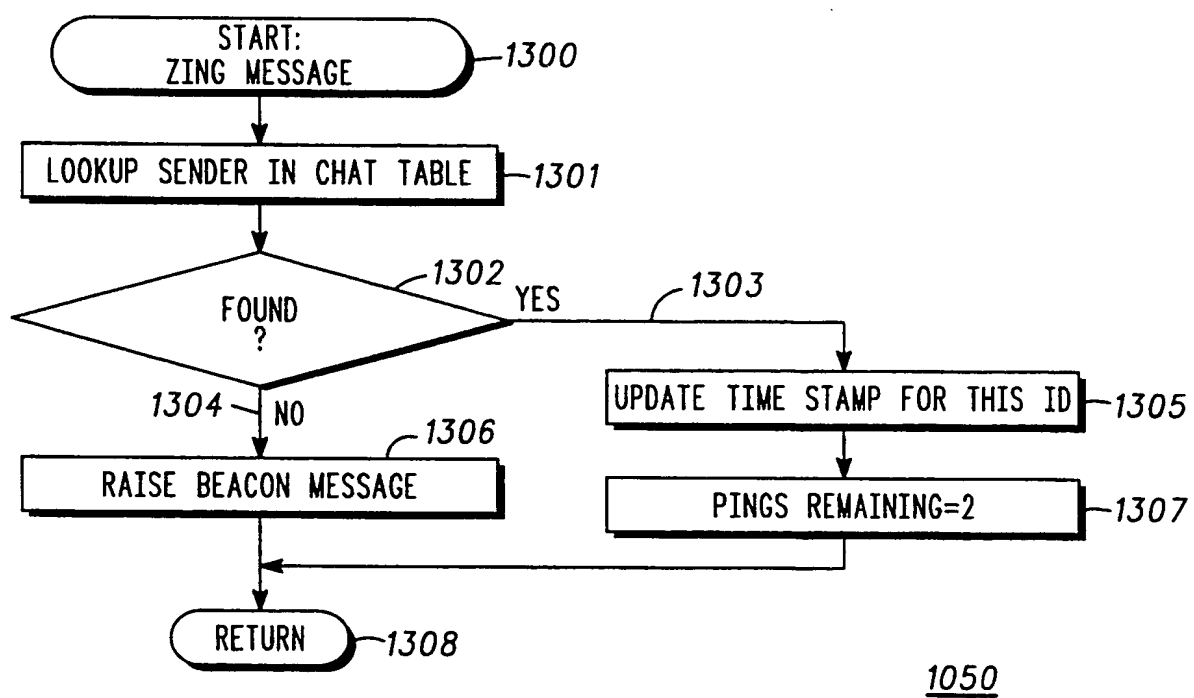 START:
ZING MESSAGE
1300
LOOKUP SENDER IN CHAT TABLE
1301
1302
FOUND
?
YES
1303
1304
NO
UPDATE TIME STAMP FOR THIS ID
1305
1306
RAISE BEACON MESSAGE
PINGS REMAINING=2
1307
RETURN
1308
1050